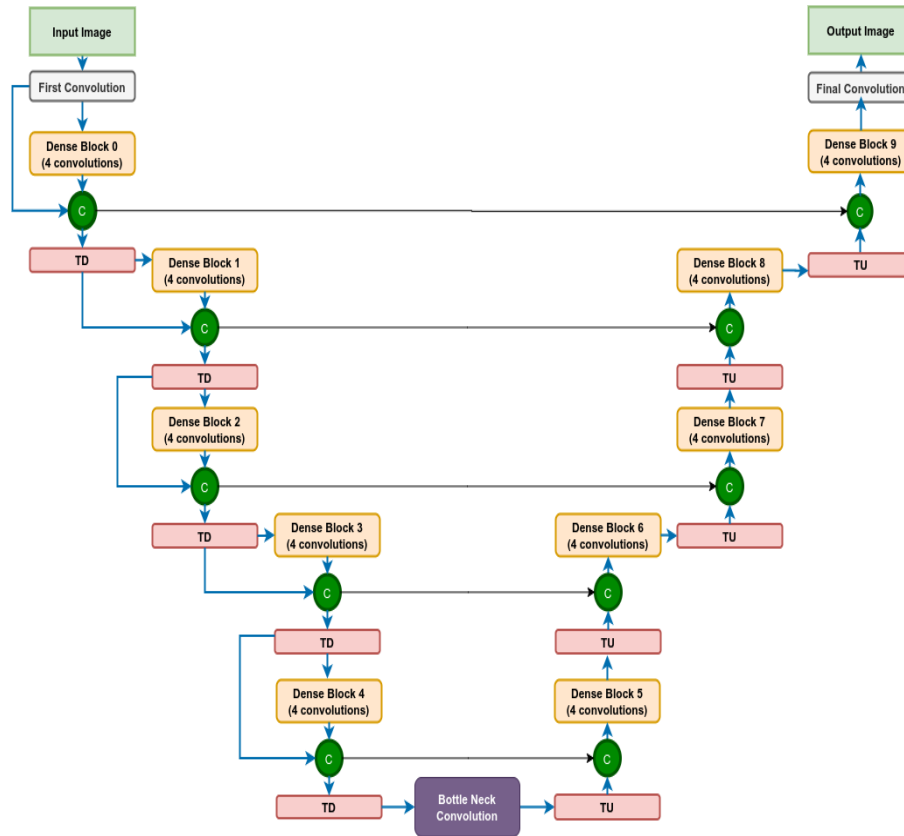 Input Image
Output Image
First Convolution
Final Convolution
Dense Block 0
(4 convolutions)
Dense Block 9
(4 convolutions)
C
C
TD
Dense Block 1
(4 convolutions)
Dense Block 8
(4 convolutions)
TU
C
C
TD
TU
Dense Block 2
(4 convolutions)
Dense Block 7
(4 convolutions)
C
C
TD
Dense Block 3
(4 convolutions)
Dense Block 6
(4 convolutions)
TU
C
C
TD
TU
Dense Block 4
(4 convolutions)
Dense Block 5
(4 convolutions)
C
C
TD
Bottle Neck
Convolution
TU